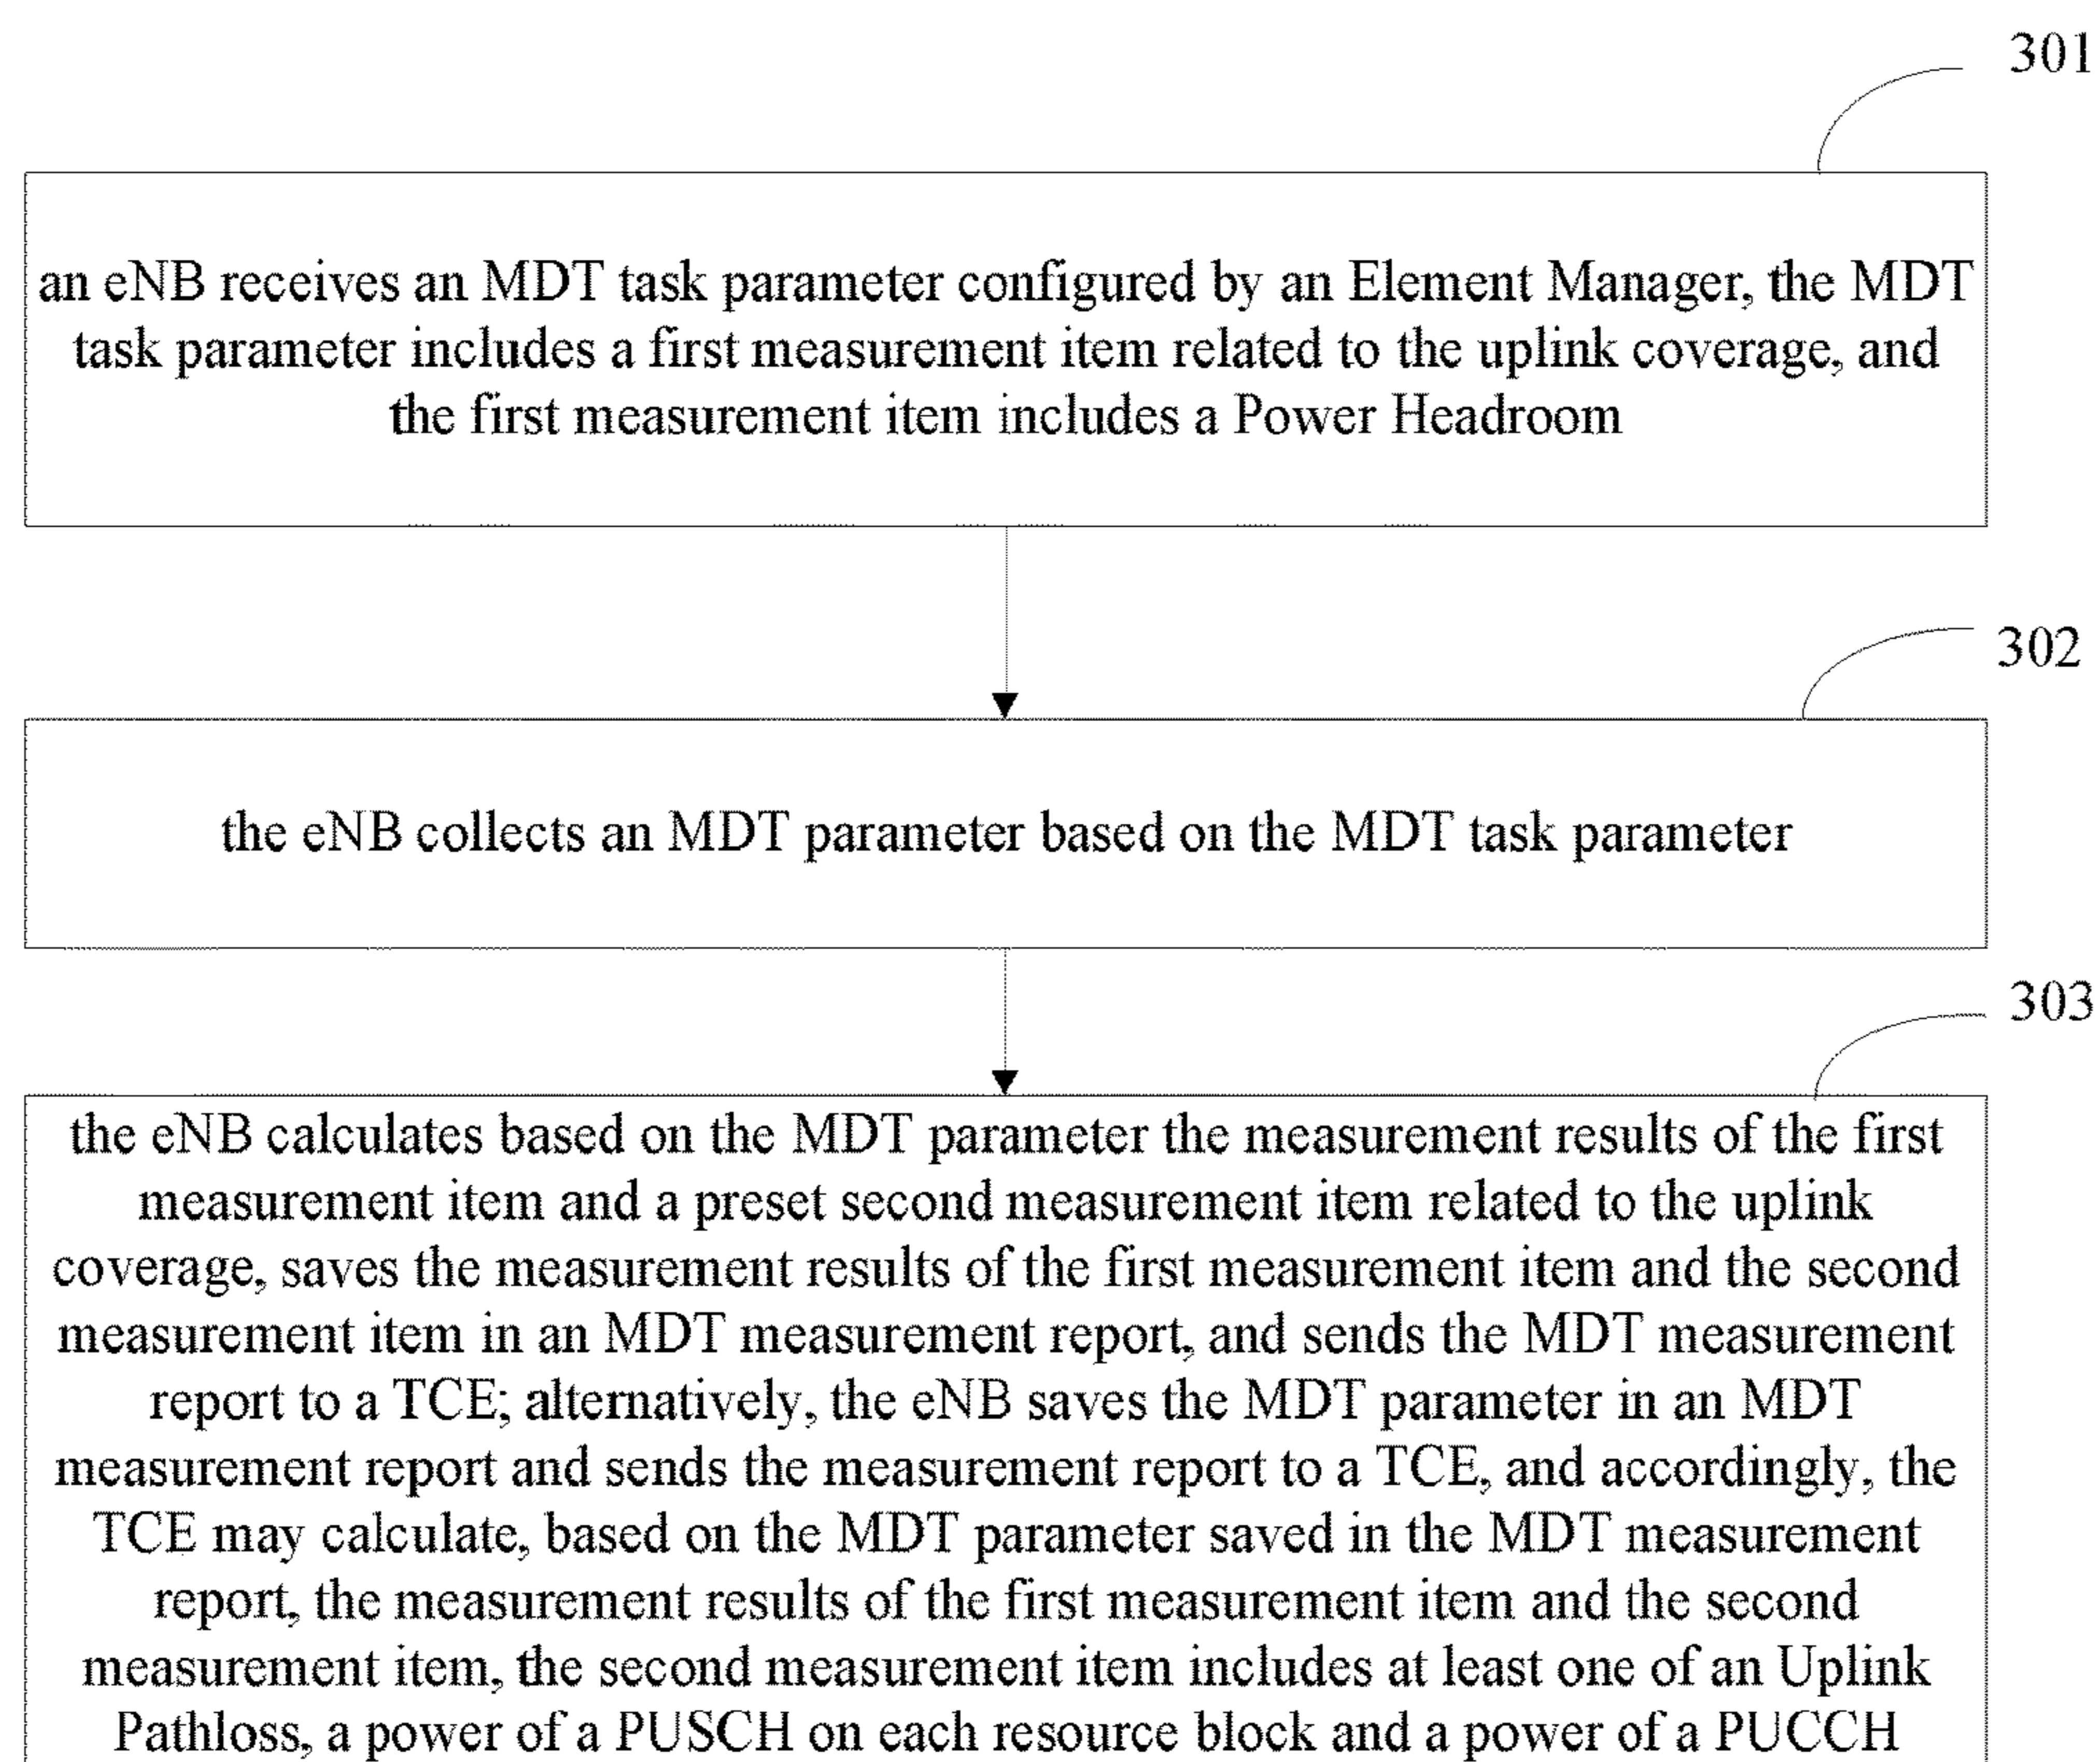 301
an eNB receives an MDT task parameter configured by an Element Manager, the MDT
task parameter includes a first measurement item related to the uplink coverage, and
the first measurement item includes a Power Headroom
302
the eNB collects an MDT parameter based on the MDT task parameter
303
the eNB calculates based on the MDT parameter the measurement results of the first
measurement item and a preset second measurement item related to the uplink
coverage, saves the measurement results of the first measurement item and the second
measurement item in an MDT measurement report, and sends the MDT measurement
report to a TCE; alternatively, the eNB saves the MDT parameter in an MDT
measurement report and sends the measurement report to a TCE, and accordingly, the
TCE may calculate, based on the MDT parameter saved in the MDT measurement
report, the measurement results of the first measurement item and the second
measurement item, the second measurement item includes at least one of an Uplink
Pathloss, a power of a PUSCH on each resource block and a power of a PUCCH